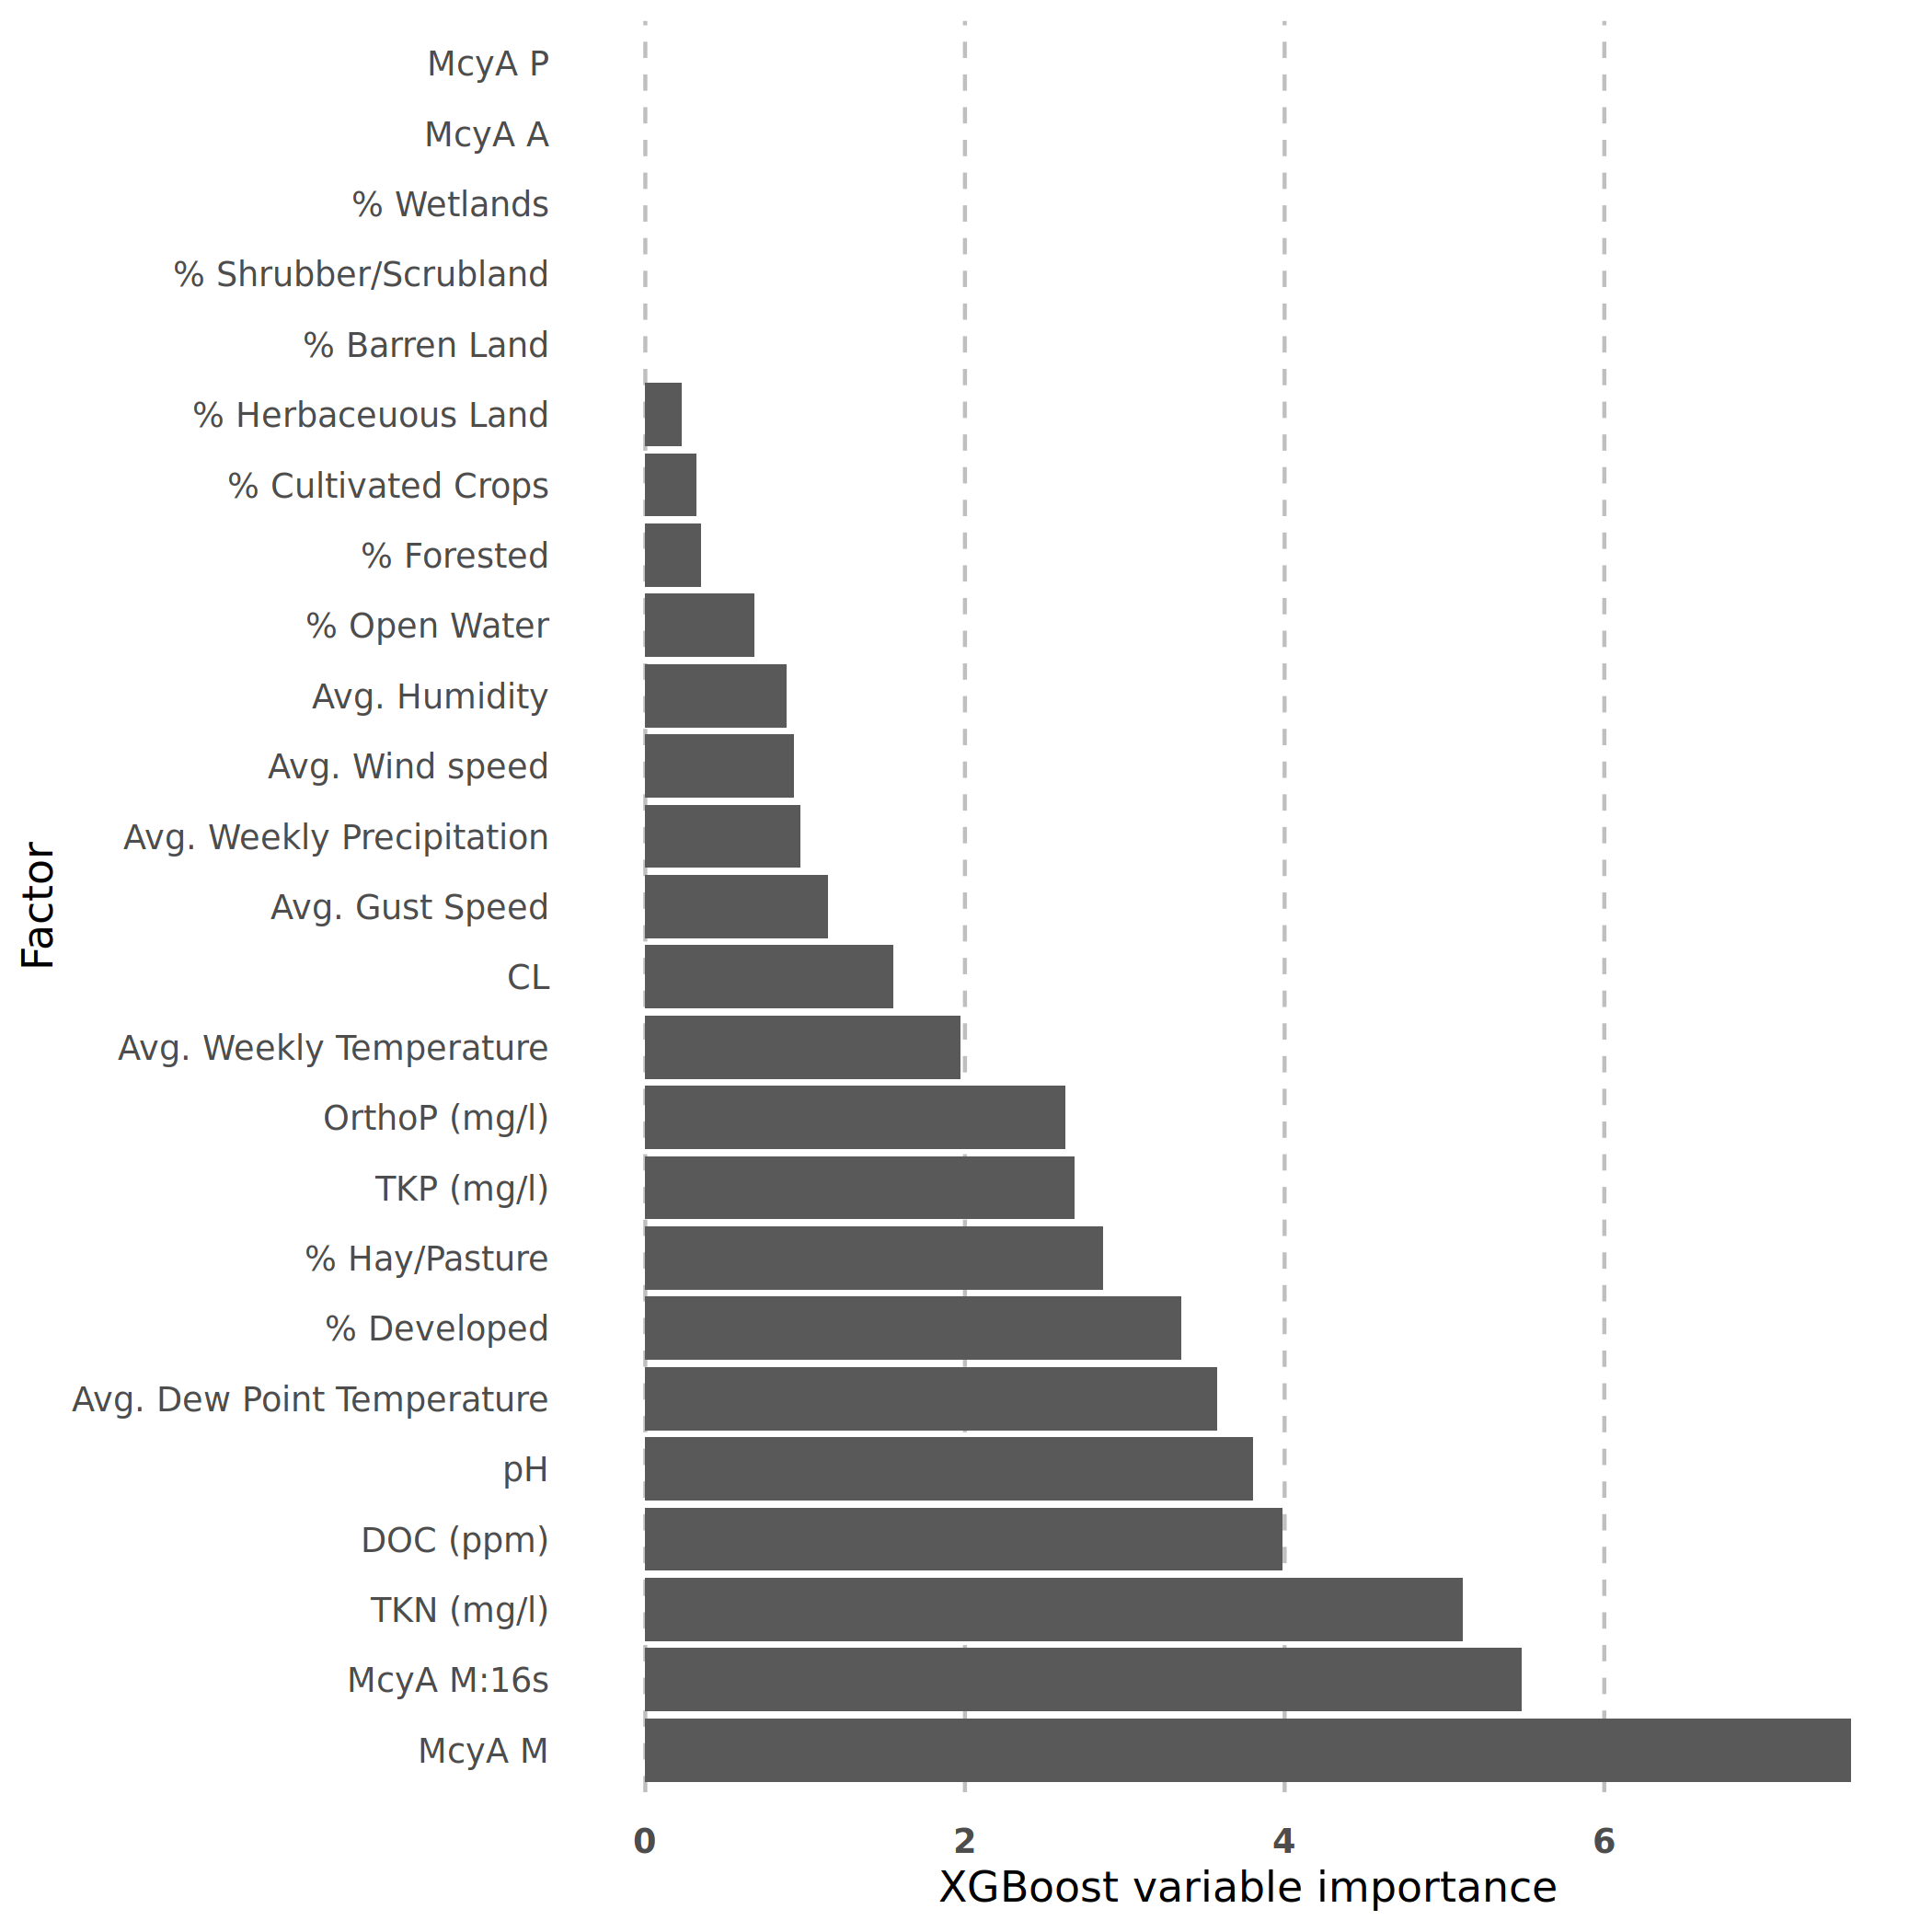 McyA P
McyA A
% Wetlands
% Shrubber/Scrubland
% Barren Land
% Herbaceuous Land
% Cultivated Crops
% Forested
% Open Water
Avg. Humidity
Avg. Wind speed
Avg. Weekly Precipitation
Avg. Gust Speed
CL
Avg. Weekly Temperature
OrthoP (mg/l)
TKP (mg/l)
% Hay/Pasture
% Developed
Avg. Dew Point Temperature
pH
DOC (ppm)
TKN (mg/l)
McyA M:16s
McyA M
Factor
0 2 4 6
XGBoost variable importance